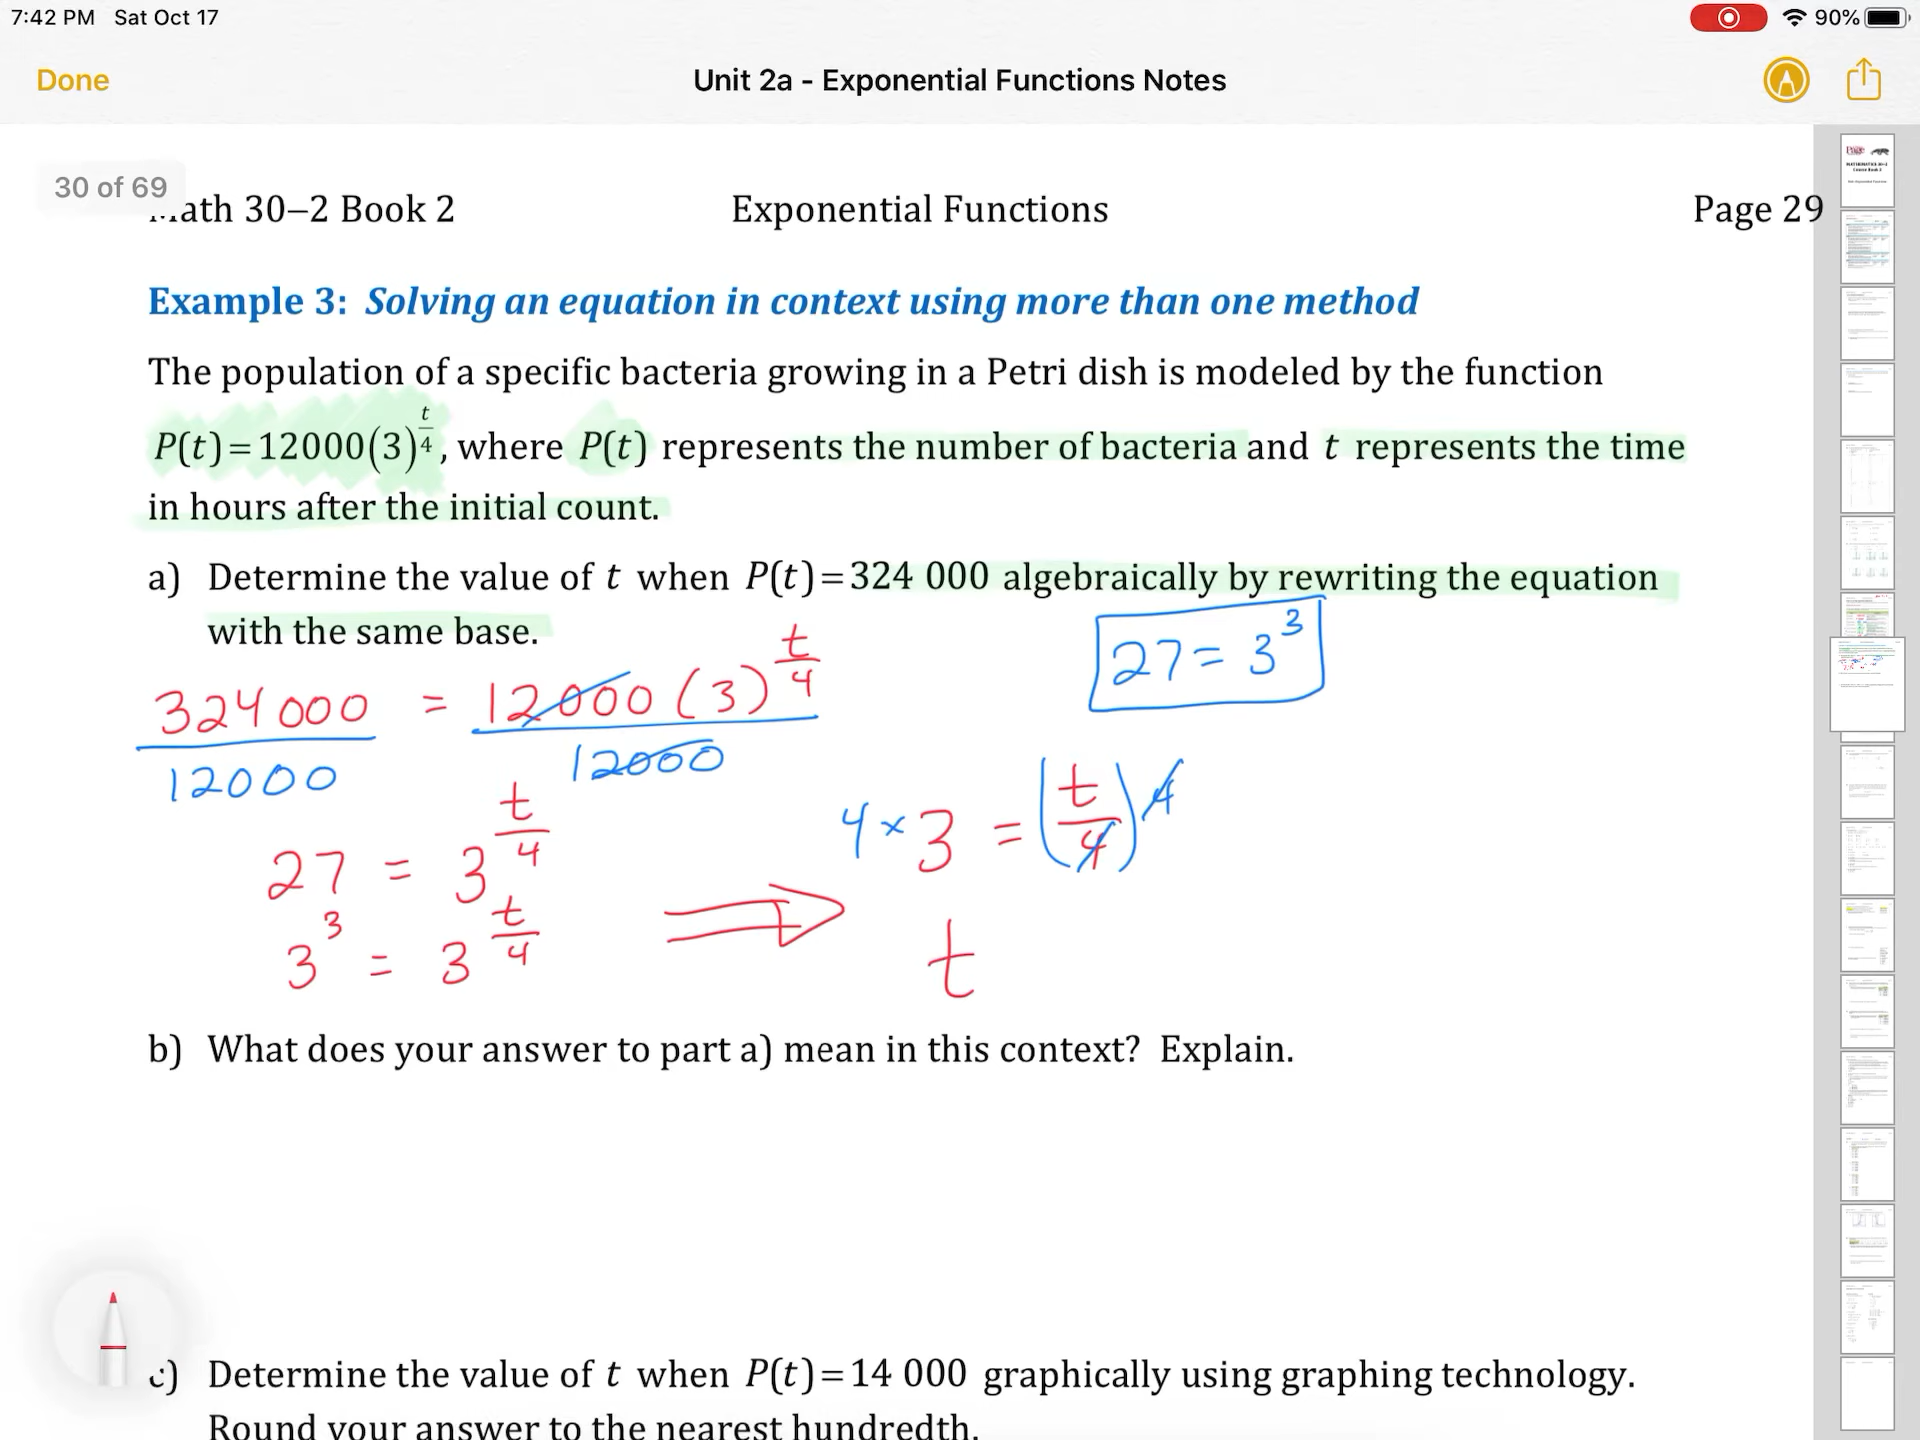 7:42 PM Sat Oct 17
90%
Done
Unit 2a - Exponential Functions Notes
30 of 69
Math 30–2 Book 2 Exponential Functions Page 29
Example 3: Solving an equation in context using more than one method
The population of a specific bacteria growing in a Petri dish is modeled by the function
P(t)=12000(3)^(t/4), where P(t) represents the number of bacteria and t represents the time
in hours after the initial count.
a) Determine the value of t when P(t)=324 000 algebraically by rewriting the equation
with the same base.
27 = 3^3
324000 = 12000 (3)^(t/4)
12000 12000
4 × 3 = (t/4) 4
27 = 3^(t/4)
3^3 = 3^(t/4)
t
b) What does your answer to part a) mean in this context? Explain.
c) Determine the value of t when P(t)=14 000 graphically using graphing technology.
Round your answer to the nearest hundredth.